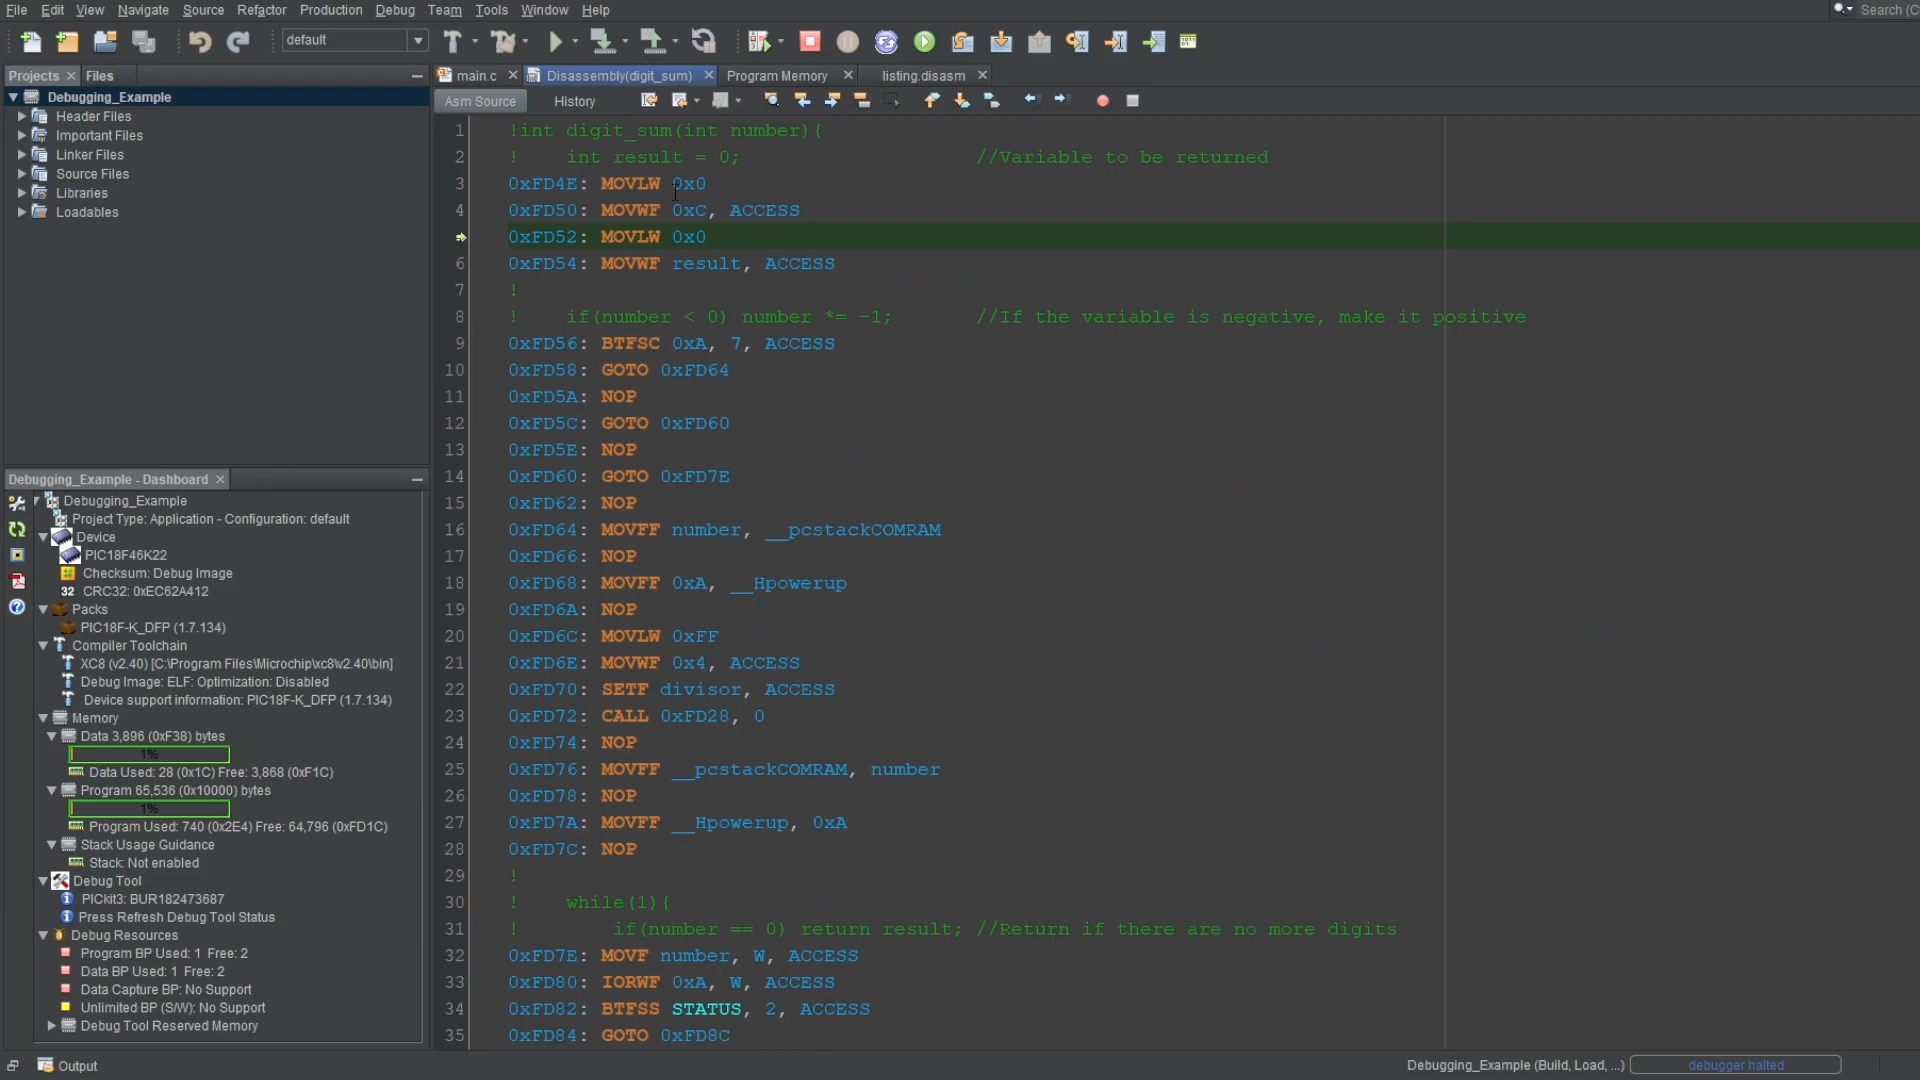 File Edit View Navigate Source Refactor Production Debug Team Tools Window Help
Search (C
default
Projects Files
main.c Disassembly(digit_sum) Program Memory listing.disasm
Asm Source History
Debugging_Example
Header Files
Important Files
Linker Files
Source Files
Libraries
Loadables
Debugging_Example - Dashboard
Debugging_Example
Project Type: Application - Configuration: default
Device
PIC18F46K22
Checksum: Debug Image
32 CRC32: 0xEC62A412
Packs
PIC18F-K_DFP (1.7.134)
Compiler Toolchain
XC8 (v2.40) [C:\Program Files\Microchip\xc8\v2.40\bin]
Debug Image: ELF: Optimization: Disabled
Device support information: PIC18F-K_DFP (1.7.134)
Memory
Data 3,896 (0xF38) bytes
1%
Data Used: 28 (0x1C) Free: 3,868 (0xF1C)
Program 65,536 (0x10000) bytes
1%
Program Used: 740 (0x2E4) Free: 64,796 (0xFD1C)
Stack Usage Guidance
Stack: Not enabled
Debug Tool
PICkit3: BUR182473687
Press Refresh Debug Tool Status
Debug Resources
Program BP Used: 1 Free: 2
Data BP Used: 1 Free: 2
Data Capture BP: No Support
Unlimited BP (S/W): No Support
Debug Tool Reserved Memory
1 !int digit_sum(int number){
2 ! int result = 0; //Variable to be returned
3 0xFD4E: MOVLW 0x0
4 0xFD50: MOVWF 0xC, ACCESS
0xFD52: MOVLW 0x0
6 0xFD54: MOVWF result, ACCESS
7 !
8 ! if(number < 0) number *= -1; //If the variable is negative, make it positive
9 0xFD56: BTFSC 0xA, 7, ACCESS
10 0xFD58: GOTO 0xFD64
11 0xFD5A: NOP
12 0xFD5C: GOTO 0xFD60
13 0xFD5E: NOP
14 0xFD60: GOTO 0xFD7E
15 0xFD62: NOP
16 0xFD64: MOVFF number, __pcstackCOMRAM
17 0xFD66: NOP
18 0xFD68: MOVFF 0xA, __Hpowerup
19 0xFD6A: NOP
20 0xFD6C: MOVLW 0xFF
21 0xFD6E: MOVWF 0x4, ACCESS
22 0xFD70: SETF divisor, ACCESS
23 0xFD72: CALL 0xFD28, 0
24 0xFD74: NOP
25 0xFD76: MOVFF __pcstackCOMRAM, number
26 0xFD78: NOP
27 0xFD7A: MOVFF __Hpowerup, 0xA
28 0xFD7C: NOP
29 !
30 ! while(1){
31 ! if(number == 0) return result; //Return if there are no more digits
32 0xFD7E: MOVF number, W, ACCESS
33 0xFD80: IORWF 0xA, W, ACCESS
34 0xFD82: BTFSS STATUS, 2, ACCESS
35 0xFD84: GOTO 0xFD8C
Output
Debugging_Example (Build, Load, ...) debugger halted